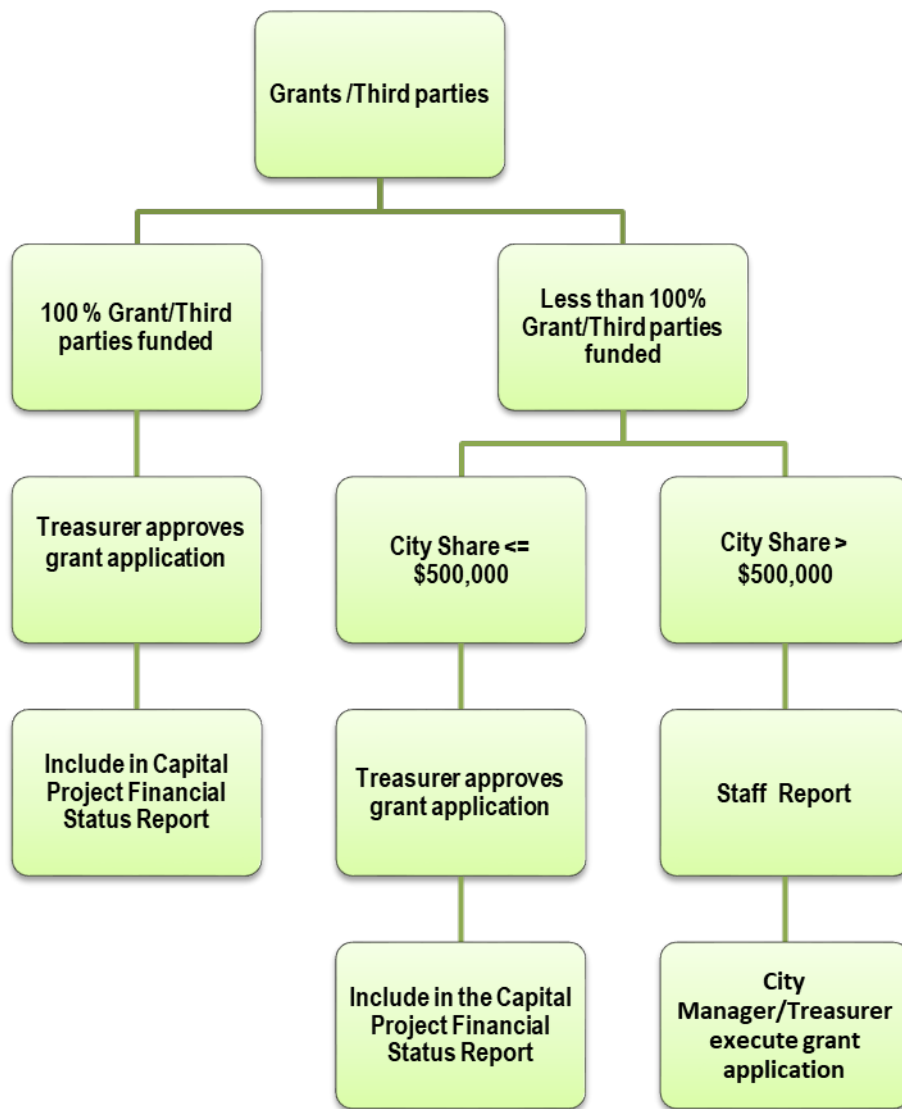 Grants /Third parties
100 % Grant/Third
parties funded
Less than 100%
Grant/Third parties
funded
Treasurer approves
grant application
City Share <=
$500,000
City Share >
$500,000
Include in Capital
Project Financial
Status Report
Treasurer approves
grant application
Staff Report
Include in the Capital
Project Financial
Status Report
City
Manager/Treasurer
execute grant
application